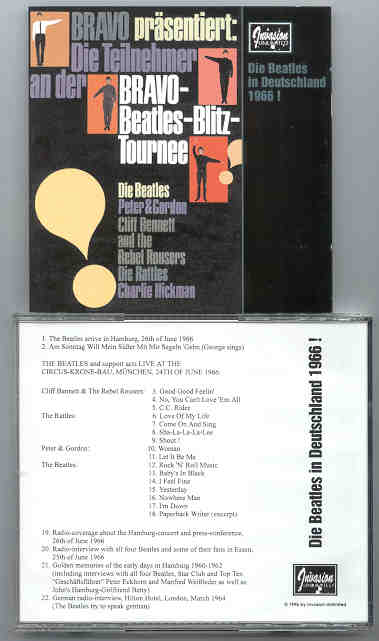 BRAVO präsentiert:
Die Teilnehmer
an der
BRAVO-
Beatles-Blitz-
Tournee
Die Beatles
Peter & Gordon
Cliff Bennett
and the
Rebel Rousers
Die Rattles
Charlie Hickman
Invasion
UNLIMITED
Die Beatles
in Deutschland
1966 !
1. The Beatles arrive in Hamburg, 26th of June 1966
2. Am Sonntag Will Mein Süßer Mit Mir Segeln Gehn (George sings)
THE BEATLES and support acts LIVE AT THE
CIRCUS-KRONE-BAU, MÜNCHEN, 24TH OF JUNE 1966:
Cliff Bennett & The Rebel Rousers: 3. Good Good Feelin'
4. No, You Can't Love 'Em All
5. C.C. Rider
The Rattles: 6. Love Of My Life
7. Come On And Sing
8. Sha-La-La-La-Lee
9. Shout !
Peter & Gordon: 10. Woman
11. Let It Be Me
The Beatles: 12. Rock 'N' Roll Music
13. Baby's In Black
14. I Feel Fine
15. Yesterday
16. Nowhere Man
17. I'm Down
18. Paperback Writer (excerpt)
19. Radio-coverage about the Hamburg-concert and press-conference,
26th of June 1966
20. Radio-interview with all four Beatles and some of their fans in Essen,
25th of June 1966
21. Golden memories of the early days in Hamburg 1960-1962
(including interviews with all four Beatles, Star Club and Top Ten
"Geschäftsführer" Peter Eckhorn and Manfred Weißleder as well as
John's Hamburg-Girlfriend Betty)
22. German radio-interview, Hilton Hotel, London, March 1964
(The Beatles try to speak german)
Die Beatles in Deutschland 1966 !
Invasion
UNLIMITED
by invasion unlimited